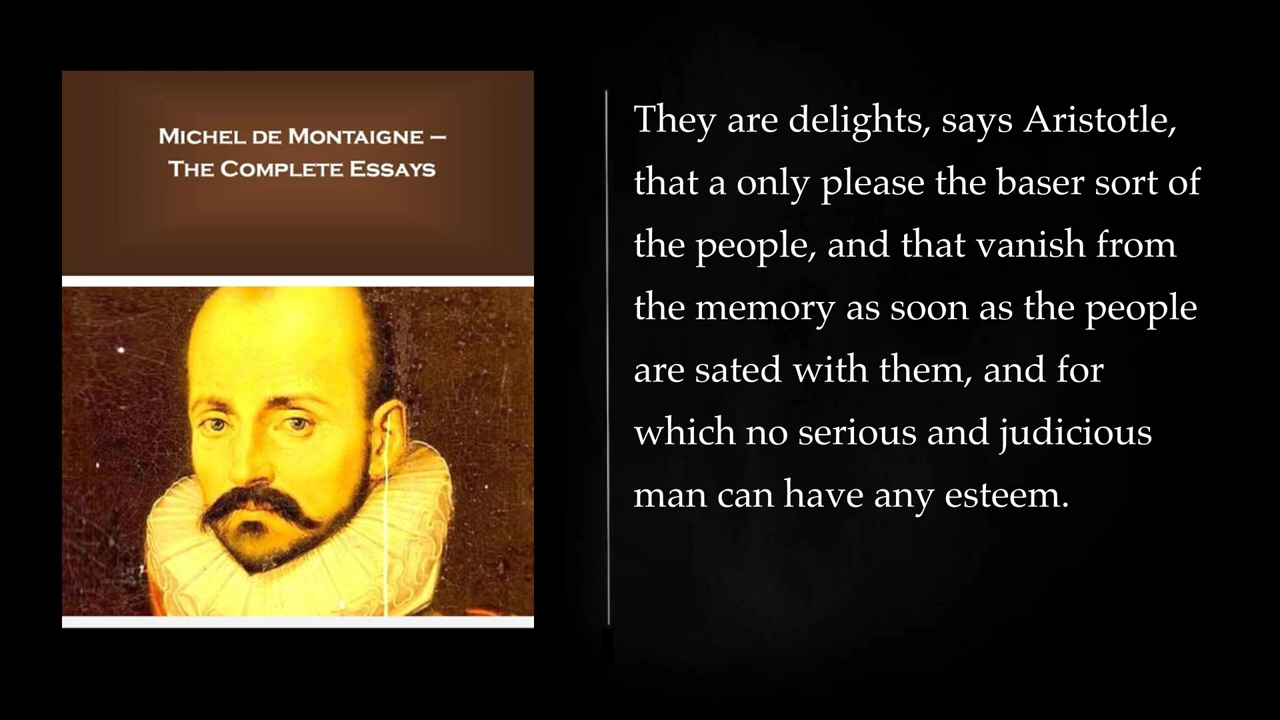 MICHEL DE MONTAIGNE –
THE COMPLETE ESSAYS
They are delights, says Aristotle,
that a only please the baser sort of
the people, and that vanish from
the memory as soon as the people
are sated with them, and for
which no serious and judicious
man can have any esteem.